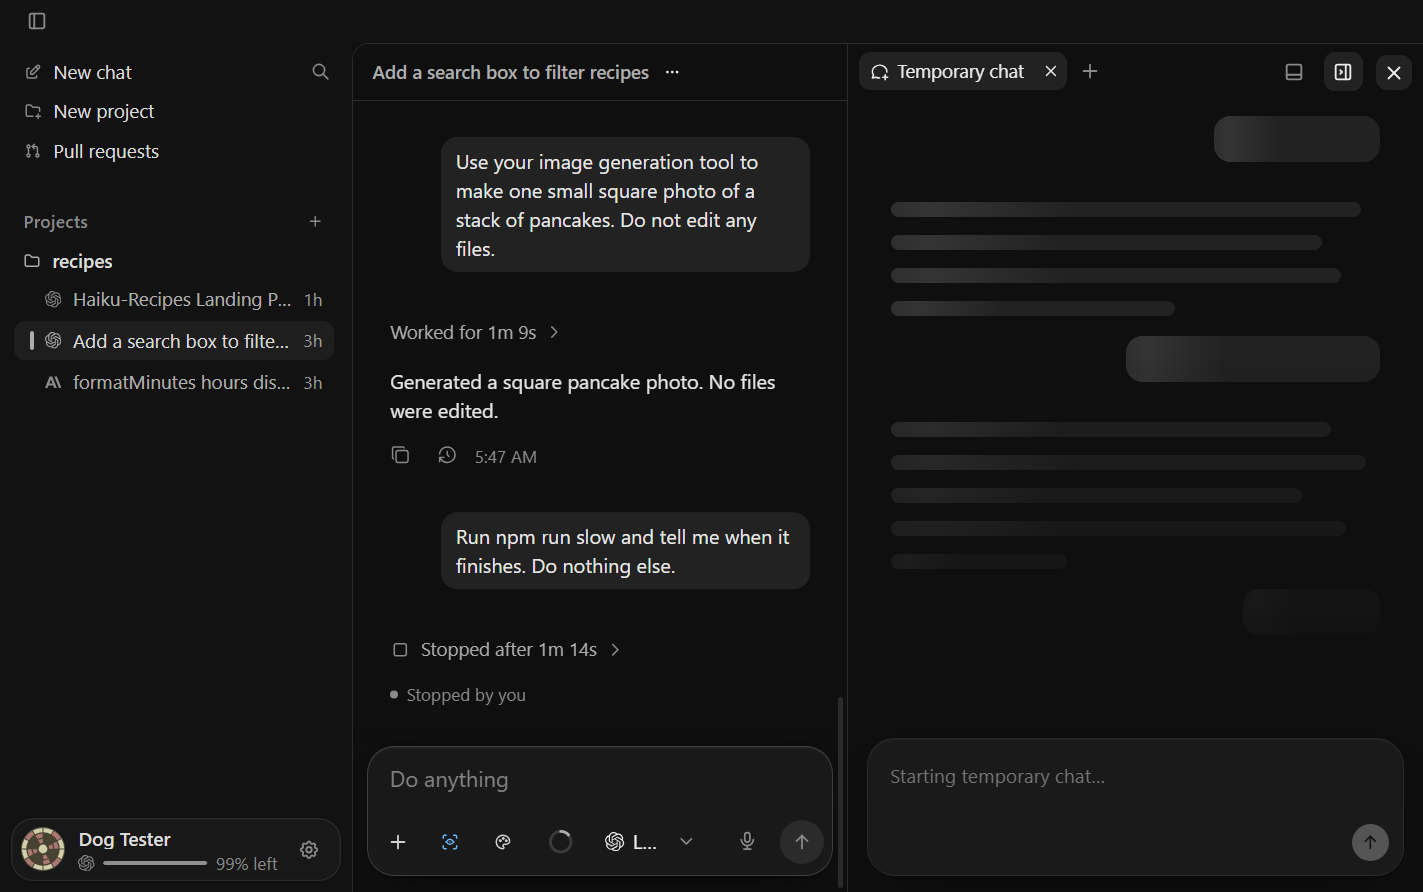 New chat
New project
Pull requests
Projects
recipes
Haiku-Recipes Landing P... 1h
Add a search box to filte... 3h
formatMinutes hours dis... 3h
Dog Tester
99% left
Add a search box to filter recipes
Use your image generation tool to
make one small square photo of a
stack of pancakes. Do not edit any
files.
Worked for 1m 9s
Generated a square pancake photo. No files
were edited.
5:47 AM
Run npm run slow and tell me when it
finishes. Do nothing else.
Stopped after 1m 14s
Stopped by you
Do anything
L...
Temporary chat
Starting temporary chat...